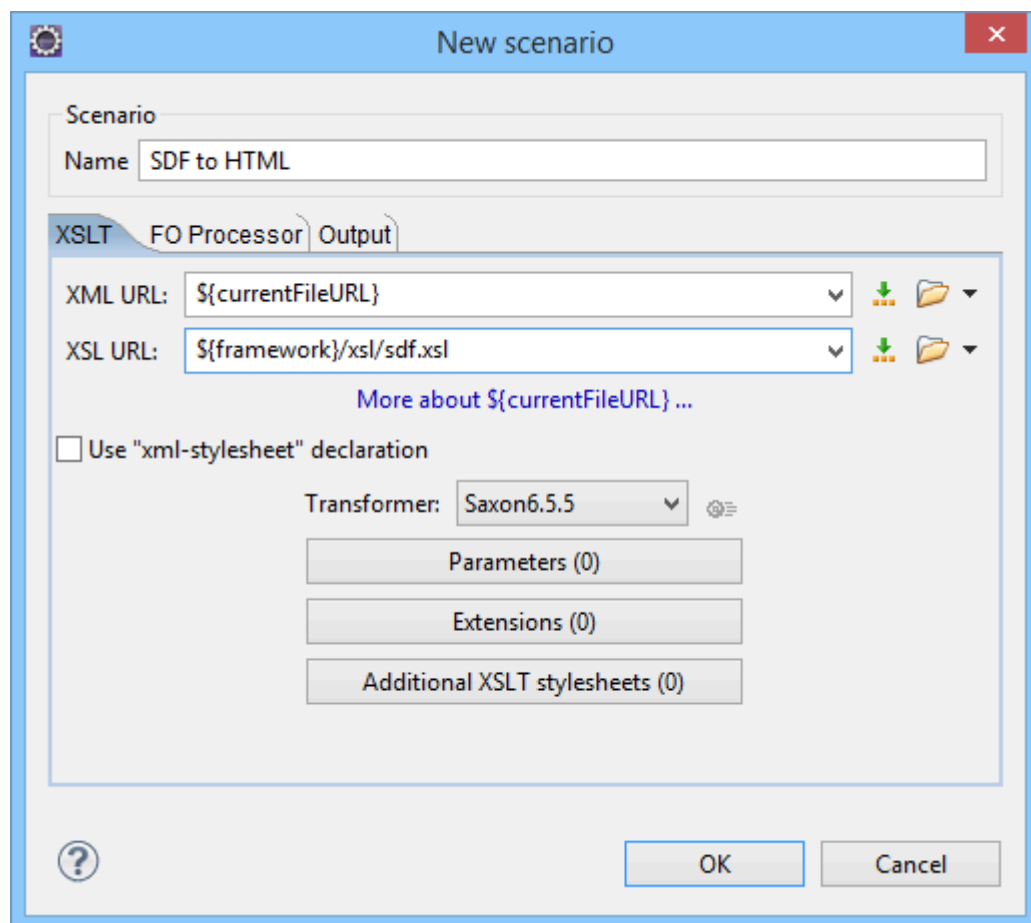 New scenario
Scenario
Name SDF to HTML
XSLT FO Processor Output
XML URL: ${currentFileURL}
XSL URL: ${framework}/xsl/sdf.xsl
More about ${currentFileURL} ...
Use "xml-stylesheet" declaration
Transformer: Saxon6.5.5
Parameters (0)
Extensions (0)
Additional XSLT stylesheets (0)
? OK Cancel